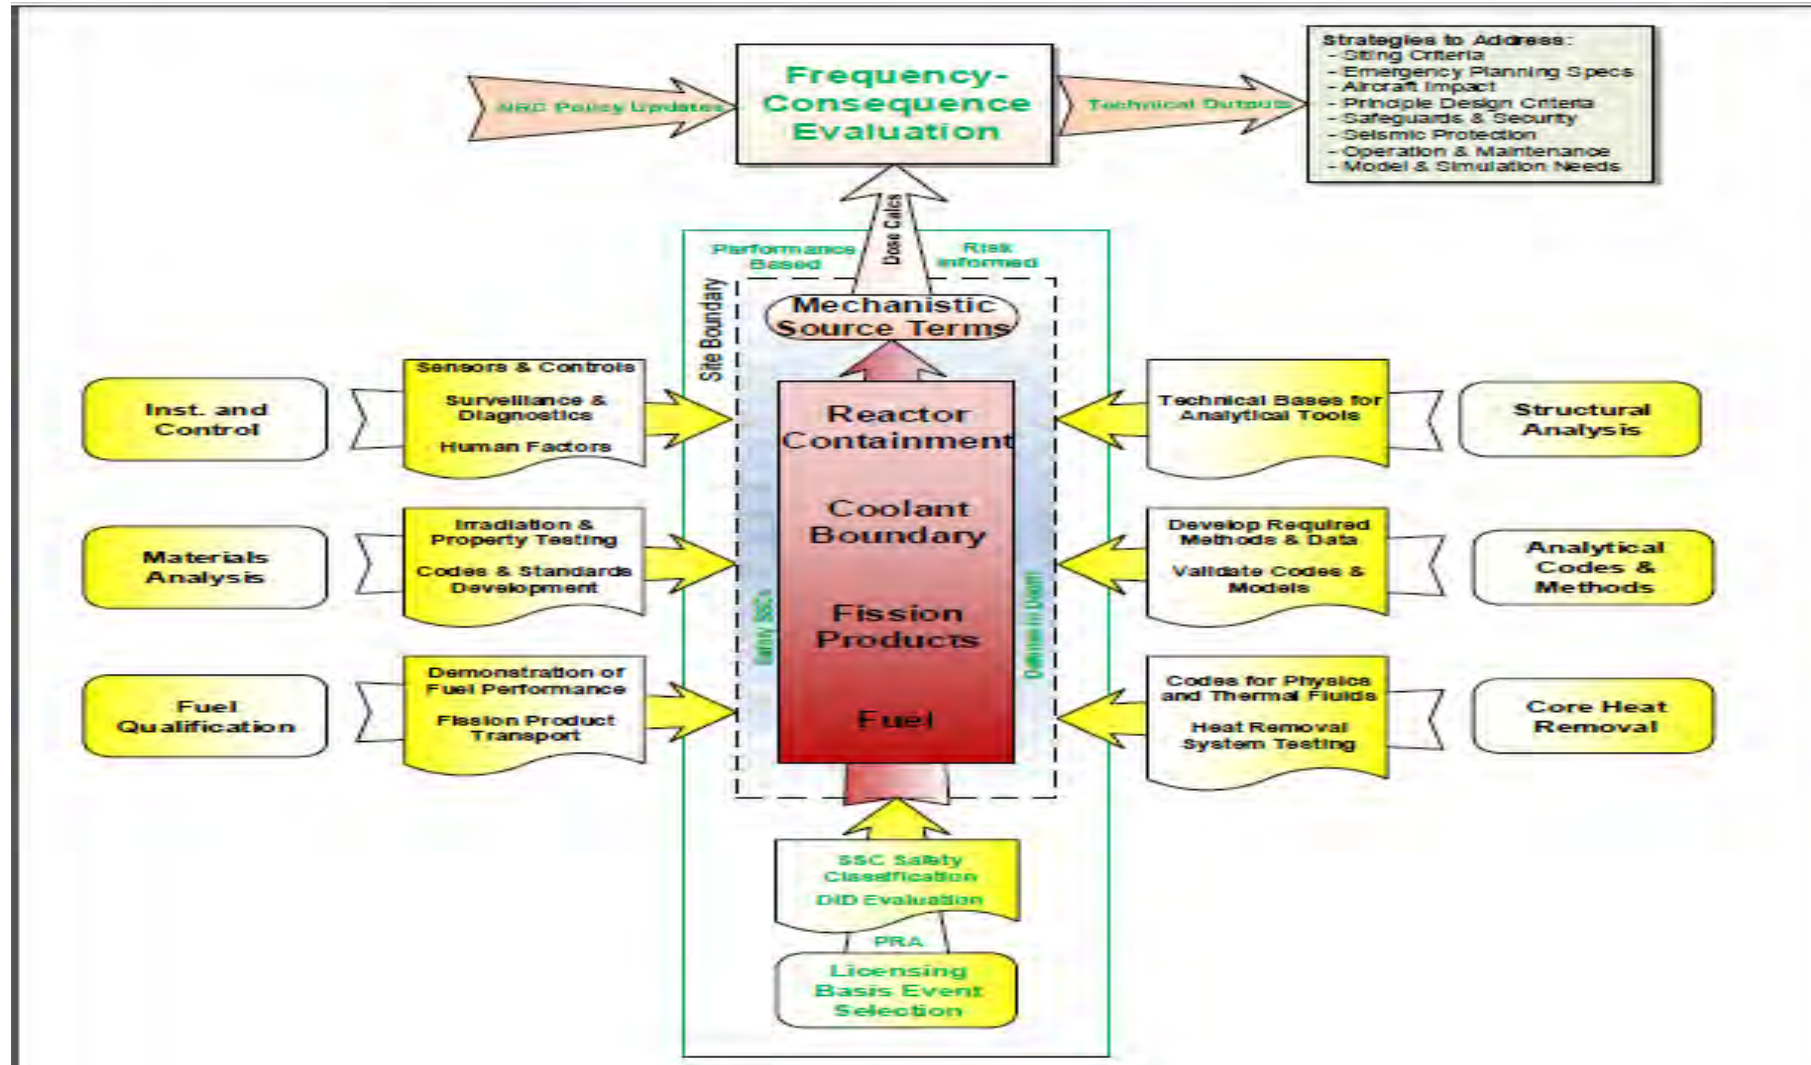 Strategies to Address:
- Siting Criteria
- Emergency Planning Specs
- Aircraft Impact
- Principle Design Criteria
- Safeguards & Security
- Seismic Protection
- Operation & Maintenance
- Model & Simulation Needs
NRC Policy Updates
Frequency-
Consequence
Evaluation
Technical Outputs
Dose Calcs
Performance
Based
Risk
Informed
Site Boundary
Mechanistic
Source Terms
Reactor
Containment
Coolant
Boundary
Fission
Products
Fuel
SSCs
Defense in Depth
Inst. and
Control
Sensors & Controls
Surveillance &
Diagnostics
Human Factors
Technical Bases for
Analytical Tools
Structural
Analysis
Materials
Analysis
Irradiation &
Property Testing
Codes & Standards
Development
Develop Required
Methods & Data
Validate Codes &
Models
Analytical
Codes &
Methods
Fuel
Qualification
Demonstration of
Fuel Performance
Fission Product
Transport
Codes for Physics
and Thermal Fluids
Heat Removal
System Testing
Core Heat
Removal
SSC Safety
Classification
DID Evaluation
PRA
Licensing
Basis Event
Selection